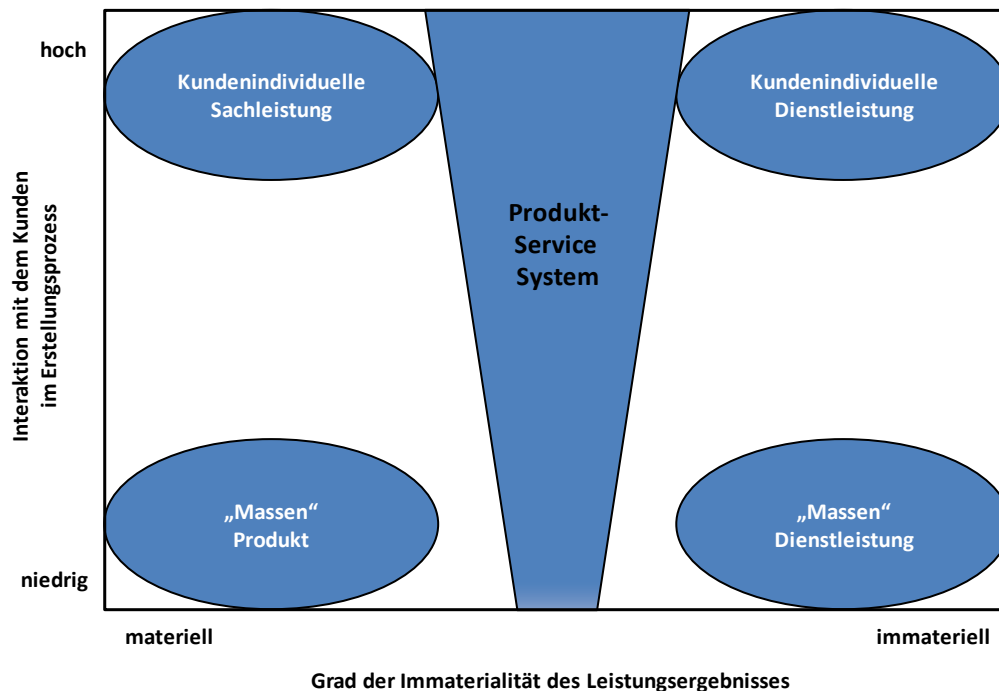 hoch
Kundenindividuelle
Sachleistung
Kundenindividuelle
Dienstleistung
Interaktion mit dem Kunden
im Erstellungsprozess
Produkt-
Service
System
„Massen“
Produkt
„Massen“
Dienstleistung
niedrig
materiell
immateriell
Grad der Immaterialität des Leistungsergebnisses